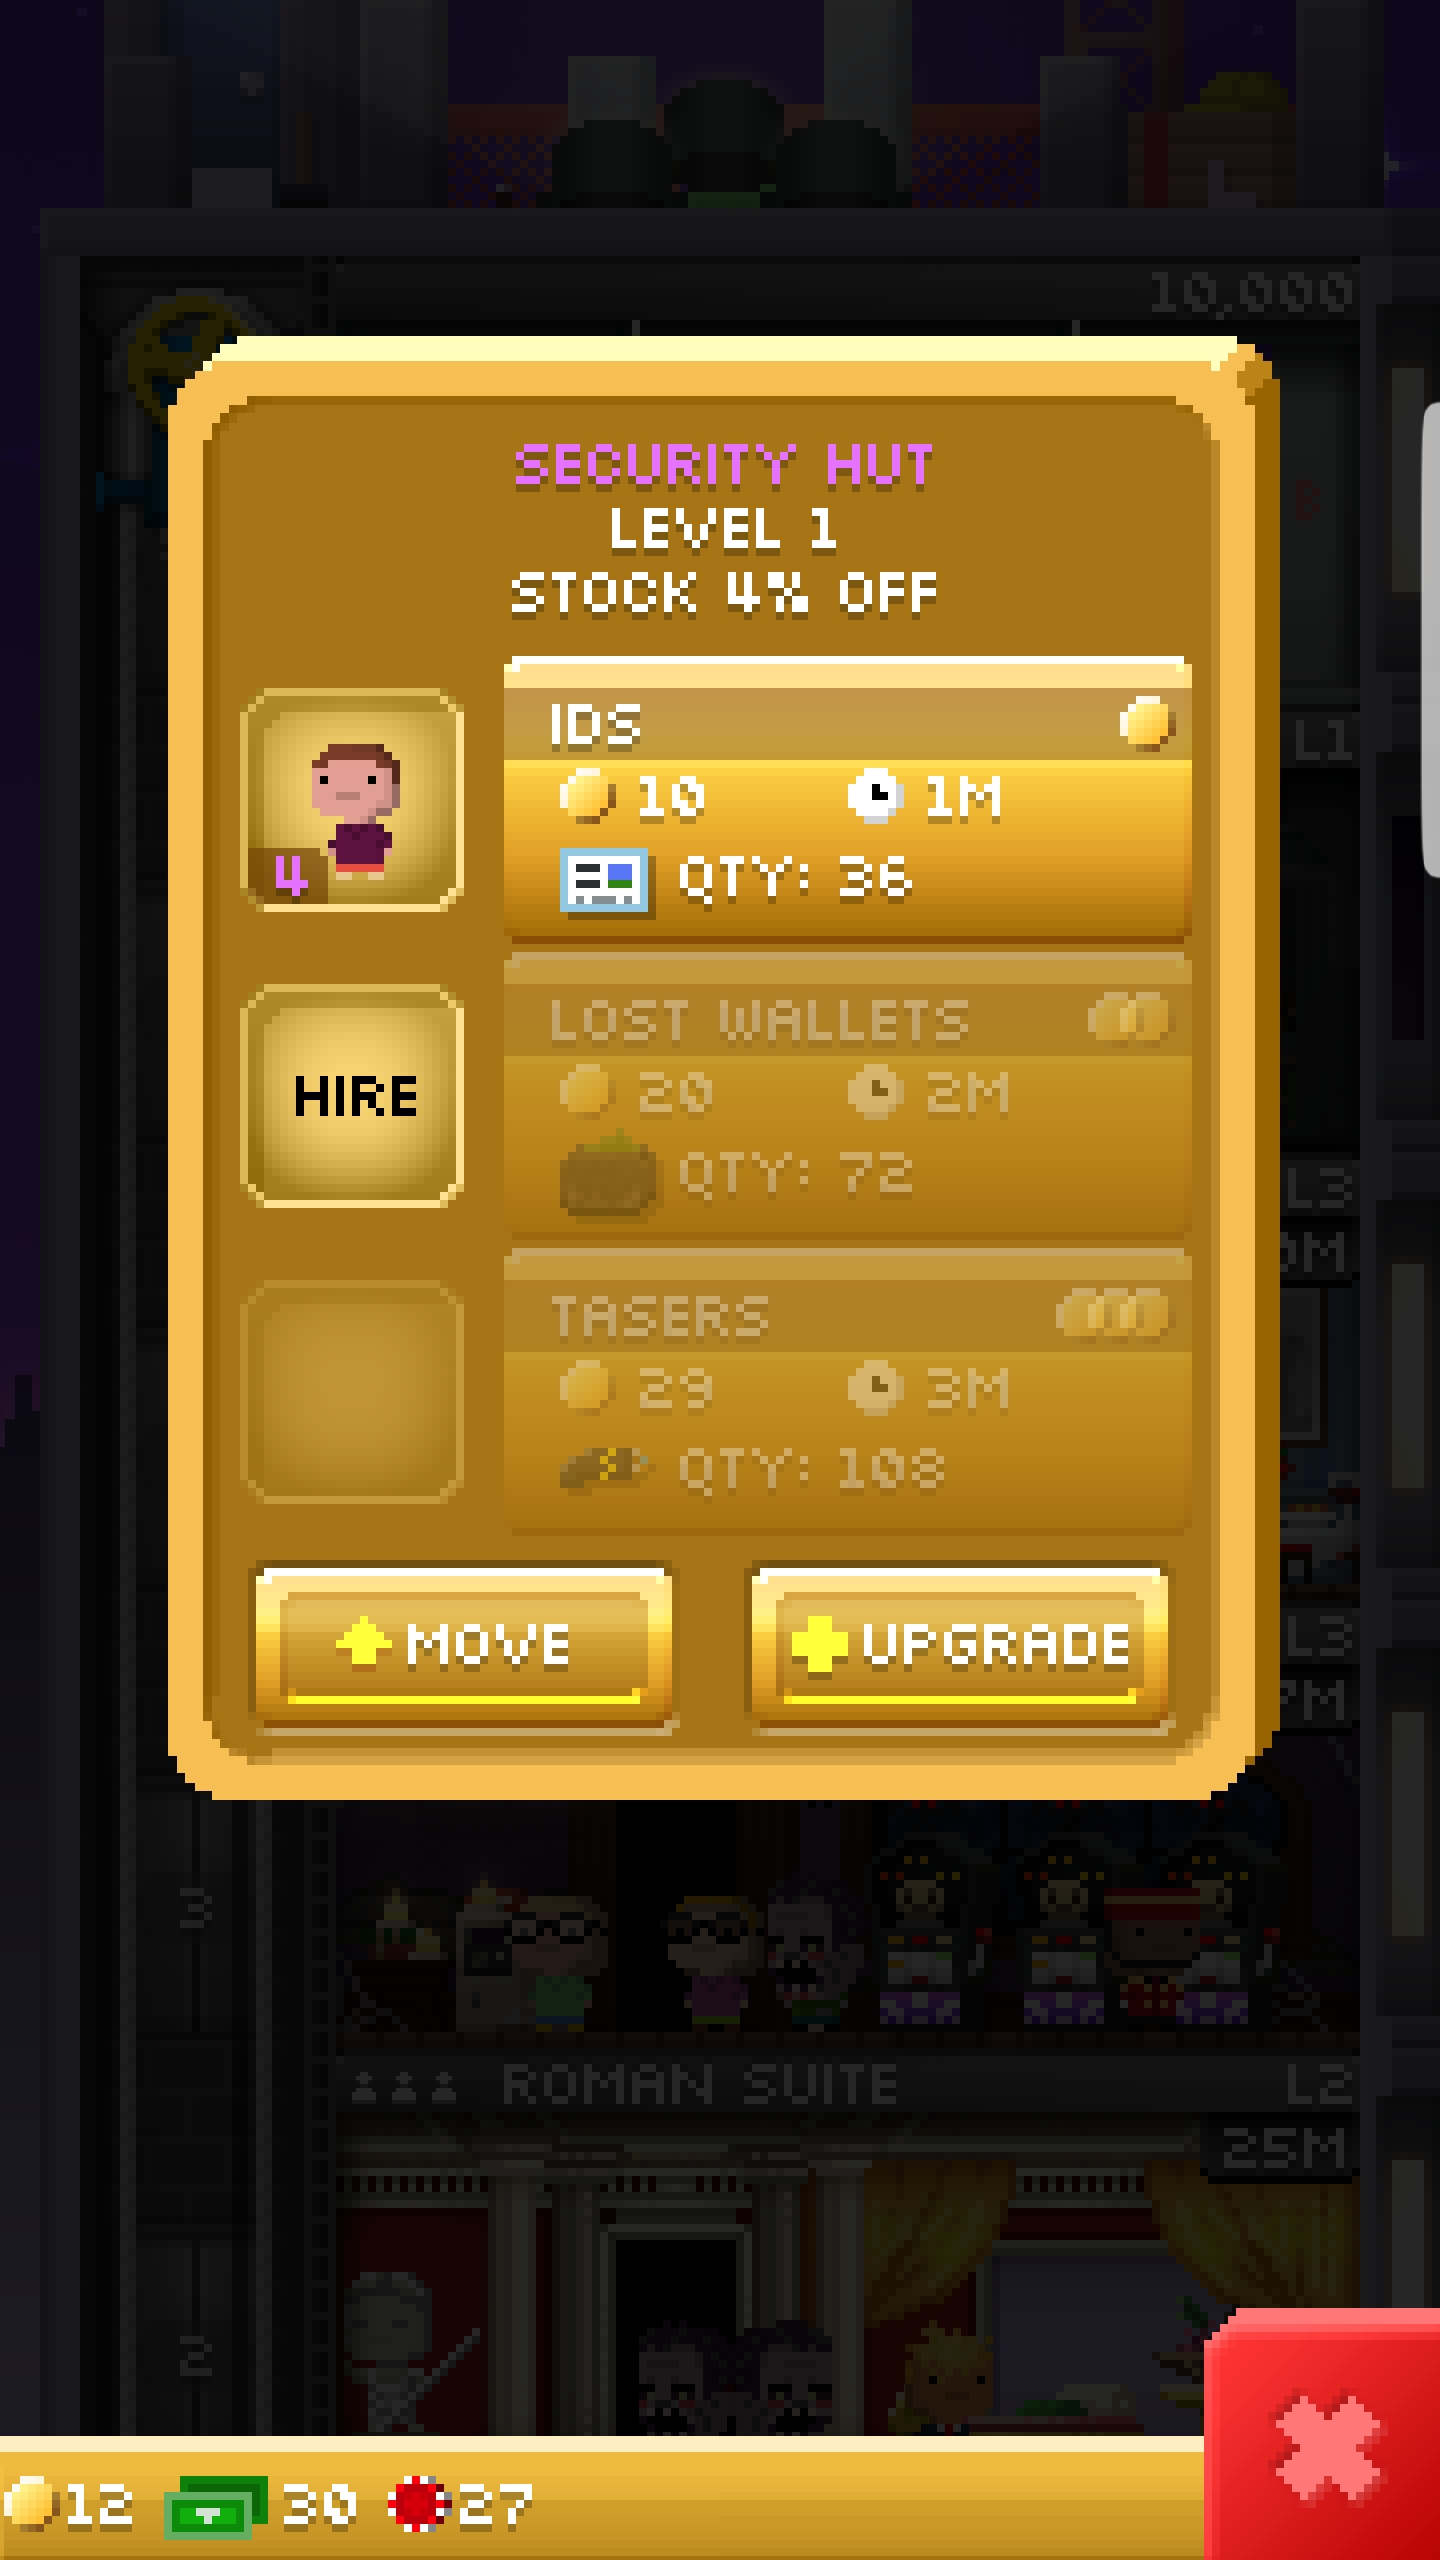 10,000
SECURITY HUT
LEVEL 1
STOCK 4% OFF
B
IDS
L1
10 1M
4
QTY: 36
LOST WALLETS
HIRE
20 2M
QTY: 72
L3
TASERS
29 3M
QTY: 108
MOVE UPGRADE
L3
3
ROMAN SUITE L2
25M
2
12 30 27